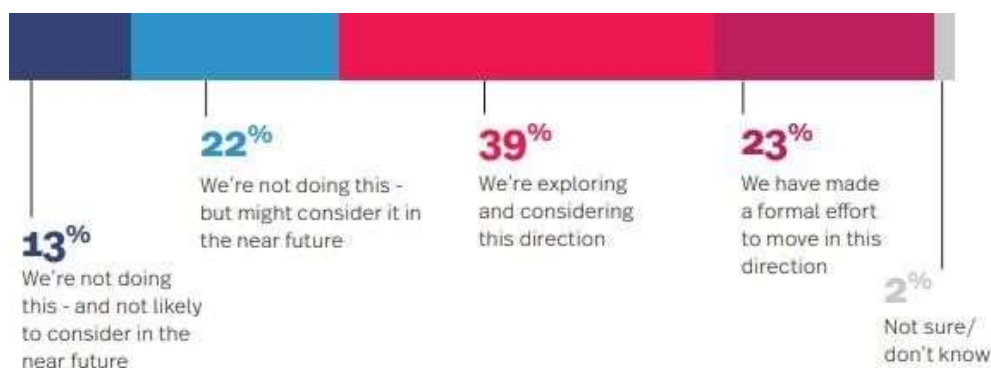 13%
We're not doing
this - and not likely
to consider in the
near future
22%
We're not doing this -
but might consider it in
the near future
39%
We're exploring
and considering
this direction
23%
We have made
a formal effort
to move in this
direction
2%
Not sure/
don't know